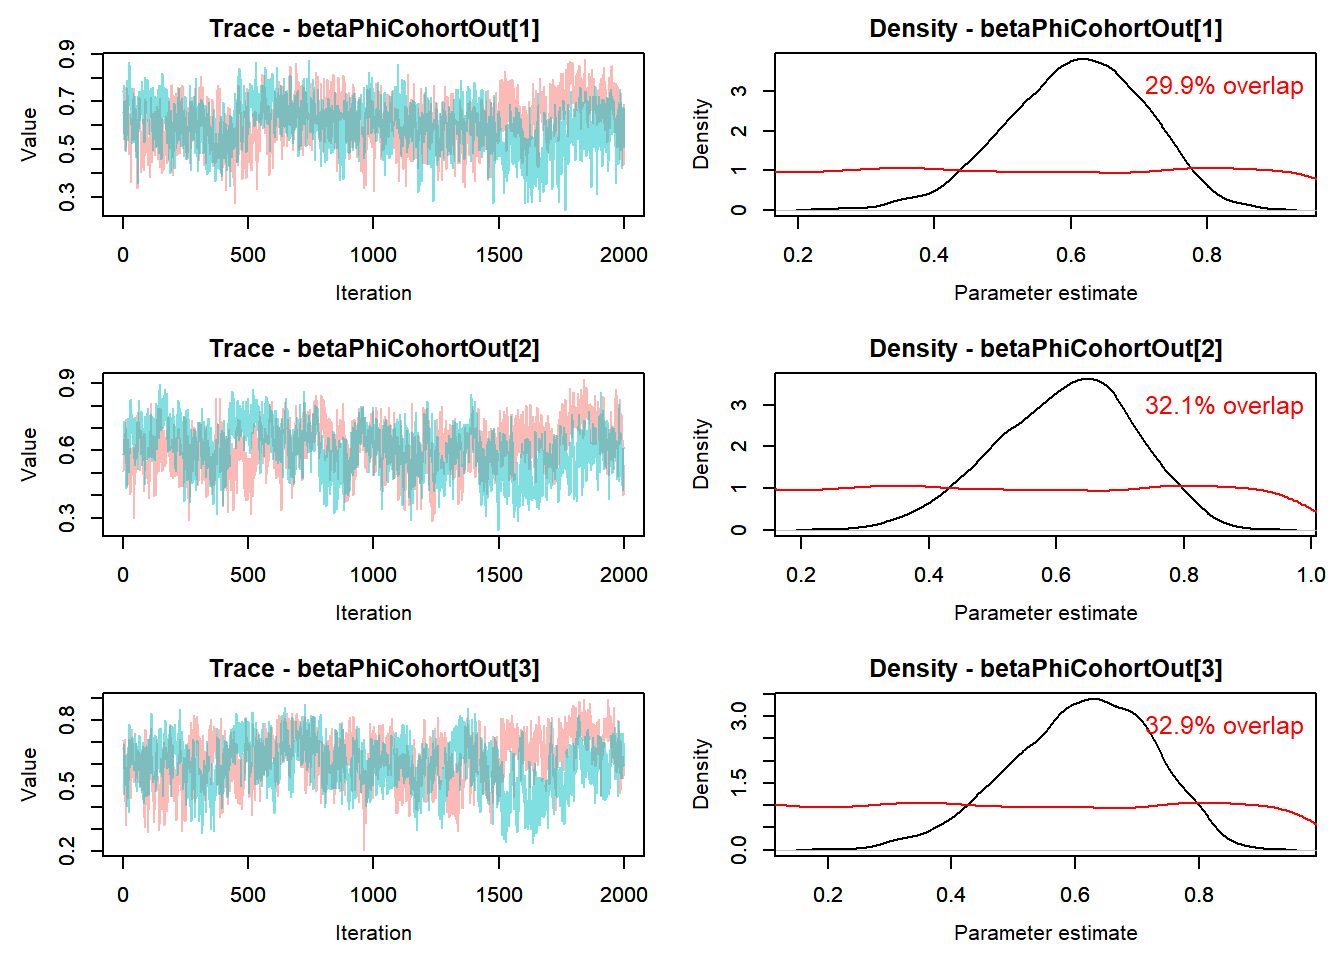 Trace - betaPhiCohortOut[1]
Value
0.3 0.5 0.7 0.9
0 500 1000 1500 2000
Iteration
Density - betaPhiCohortOut[1]
29.9% overlap
Density
0 1 2 3
0.2 0.4 0.6 0.8
Parameter estimate
Trace - betaPhiCohortOut[2]
Value
0.3 0.6 0.9
0 500 1000 1500 2000
Iteration
Density - betaPhiCohortOut[2]
32.1% overlap
Density
0 1 2 3
0.2 0.4 0.6 0.8 1.0
Parameter estimate
Trace - betaPhiCohortOut[3]
Value
0.2 0.5 0.8
0 500 1000 1500 2000
Iteration
Density - betaPhiCohortOut[3]
32.9% overlap
Density
0.0 1.5 3.0
0.2 0.4 0.6 0.8
Parameter estimate